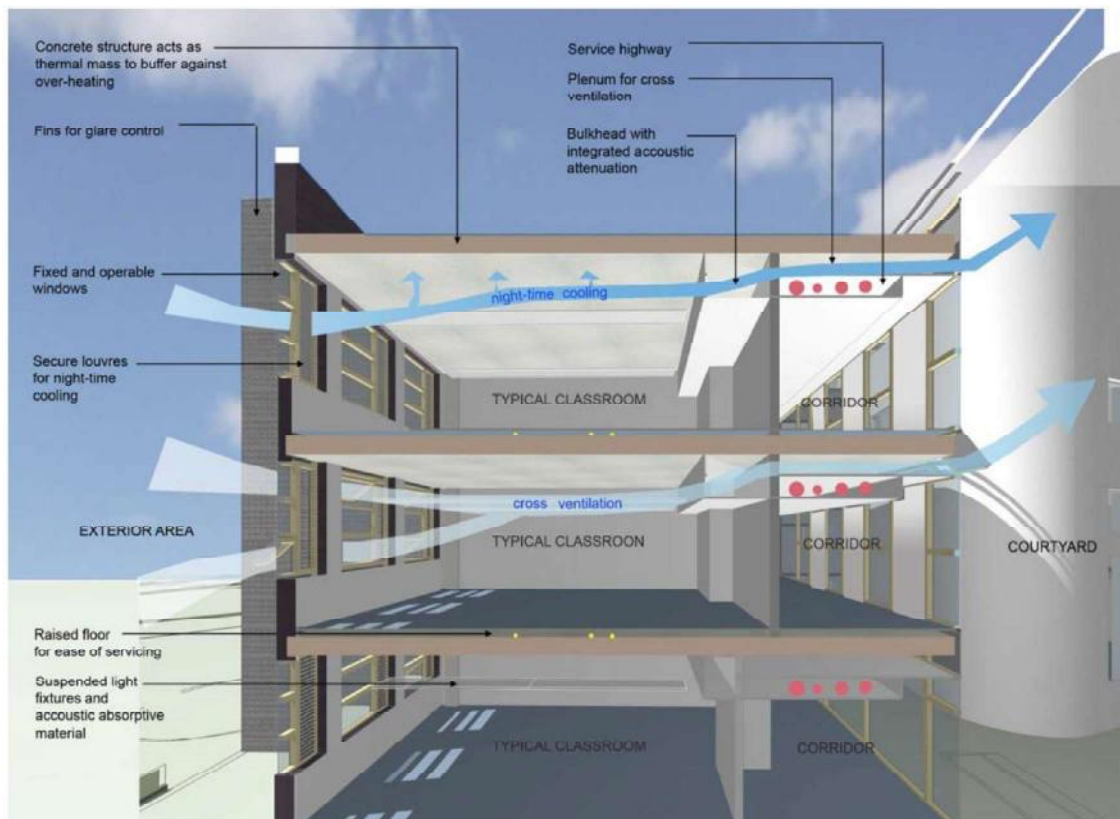 Concrete structure acts as
thermal mass to buffer against
over-heating
Fins for glare control
Fixed and operable
windows
Secure louvres
for night-time
cooling
EXTERIOR AREA
Raised floor
for ease of servicing
Suspended light
fixtures and
accoustic absorptive
material
Service highway
Plenum for cross
ventilation
Bulkhead with
integrated accoustic
attenuation
night-time cooling
TYPICAL CLASSROOM
CORRIDOR
cross ventilation
TYPICAL CLASSROON
CORRIDOR
COURTYARD
TYPICAL CLASSROOM
CORRIDOR